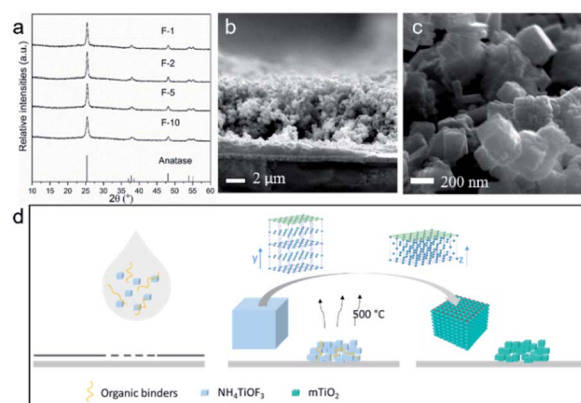 a
Relative intensities (a.u.)
F-1
F-2
F-5
F-10
Anatase
10 15 20 25 30 35 40 45 50 55 60
2θ (°)
b
2 μm
c
200 nm
d
y
z
500 °C
Organic binders
NH₄TiOF₃
mTiO₂